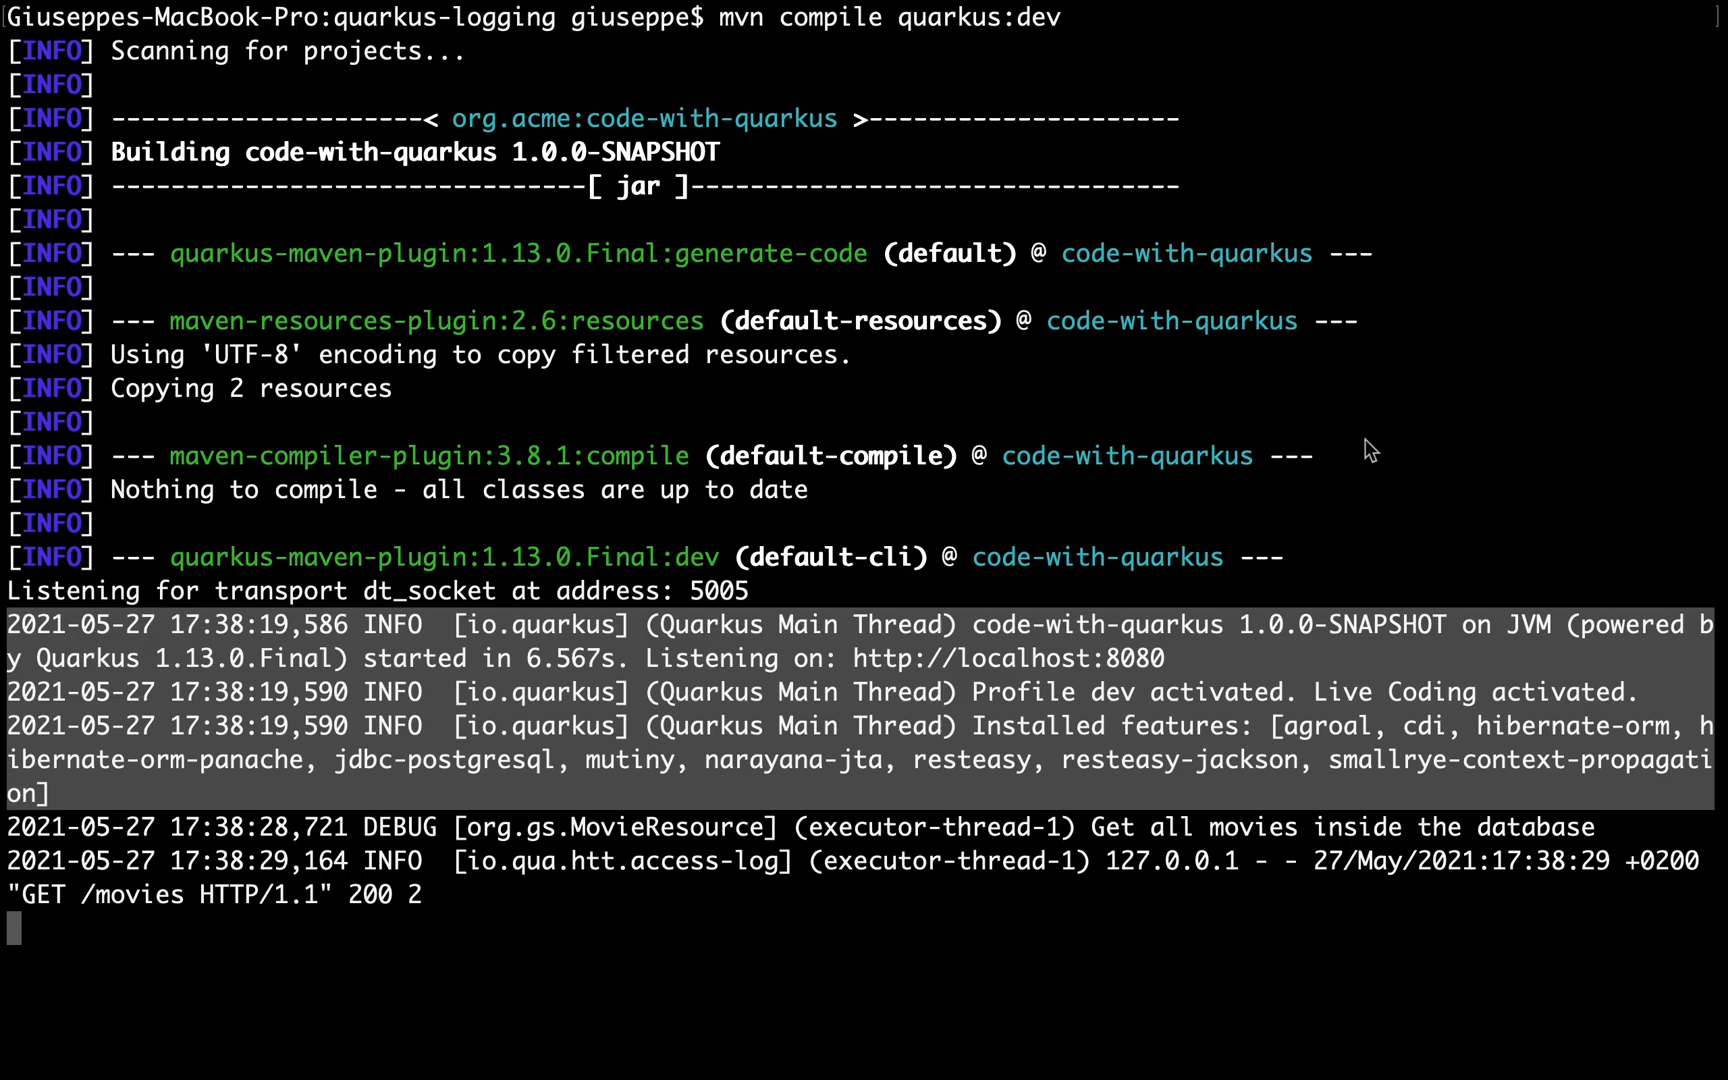 Giuseppes-MacBook-Pro:quarkus-logging giuseppe$ mvn compile quarkus:dev
[INFO] Scanning for projects...
[INFO]
[INFO] ---------------------< org.acme:code-with-quarkus >----------------------
[INFO] Building code-with-quarkus 1.0.0-SNAPSHOT
[INFO] --------------------------------[ jar ]---------------------------------
[INFO]
[INFO] --- quarkus-maven-plugin:1.13.0.Final:generate-code (default) @ code-with-quarkus ---
[INFO]
[INFO] --- maven-resources-plugin:2.6:resources (default-resources) @ code-with-quarkus ---
[INFO] Using 'UTF-8' encoding to copy filtered resources.
[INFO] Copying 2 resources
[INFO]
[INFO] --- maven-compiler-plugin:3.8.1:compile (default-compile) @ code-with-quarkus ---
[INFO] Nothing to compile - all classes are up to date
[INFO]
[INFO] --- quarkus-maven-plugin:1.13.0.Final:dev (default-cli) @ code-with-quarkus ---
Listening for transport dt_socket at address: 5005
2021-05-27 17:38:19,586 INFO  [io.quarkus] (Quarkus Main Thread) code-with-quarkus 1.0.0-SNAPSHOT on JVM (powered b
y Quarkus 1.13.0.Final) started in 6.567s. Listening on: http://localhost:8080
2021-05-27 17:38:19,590 INFO  [io.quarkus] (Quarkus Main Thread) Profile dev activated. Live Coding activated.
2021-05-27 17:38:19,590 INFO  [io.quarkus] (Quarkus Main Thread) Installed features: [agroal, cdi, hibernate-orm, h
ibernate-orm-panache, jdbc-postgresql, mutiny, narayana-jta, resteasy, resteasy-jackson, smallrye-context-propagati
on]
2021-05-27 17:38:28,721 DEBUG [org.gs.MovieResource] (executor-thread-1) Get all movies inside the database
2021-05-27 17:38:29,164 INFO  [io.qua.htt.access-log] (executor-thread-1) 127.0.0.1 - - 27/May/2021:17:38:29 +0200
"GET /movies HTTP/1.1" 200 2